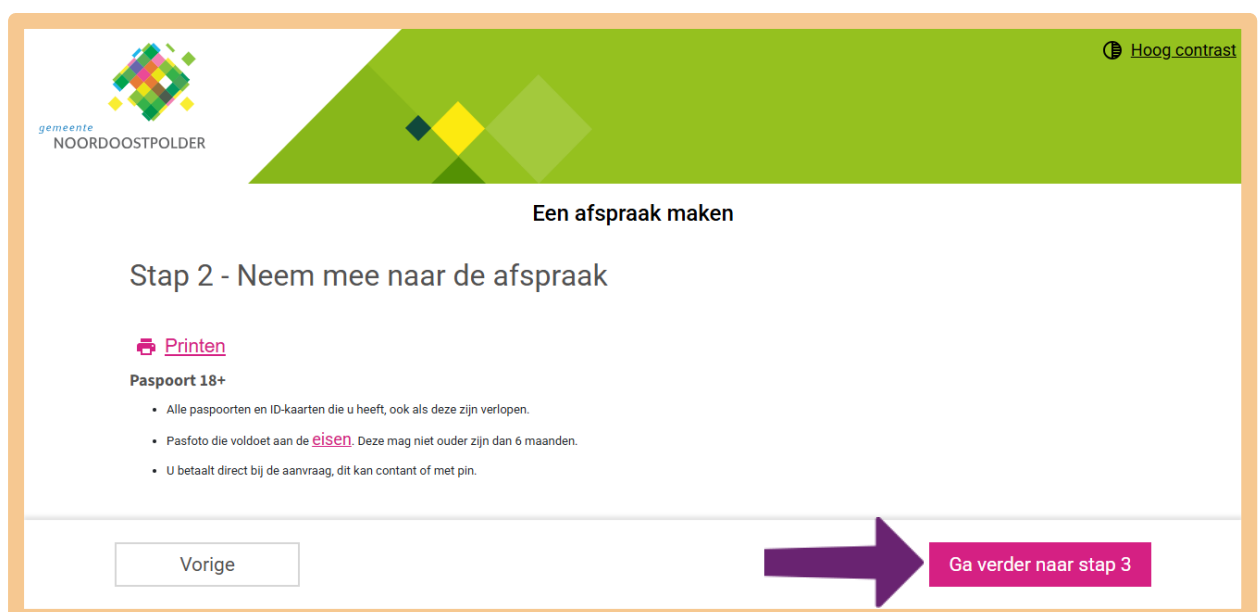 gemeente
NOORDOOSTPOLDER
Hoog contrast
Een afspraak maken
Stap 2 - Neem mee naar de afspraak
Printen
Paspoort 18+
• Alle paspoorten en ID-kaarten die u heeft, ook als deze zijn verlopen.
• Pasfoto die voldoet aan de eisen. Deze mag niet ouder zijn dan 6 maanden.
• U betaalt direct bij de aanvraag, dit kan contant of met pin.
Vorige
Ga verder naar stap 3